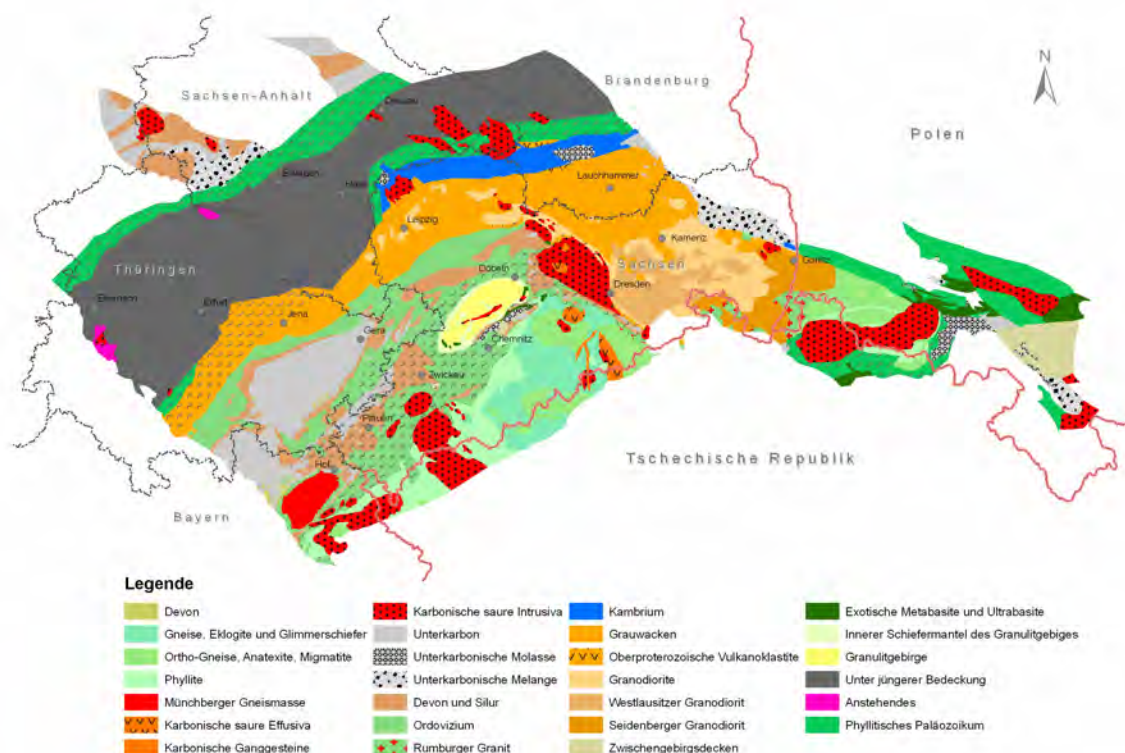 N
Brandenburg
Sachsen-Anhalt
Dessau
Polen
Eisleben
Halle
Lauchhammer
Leipzig
Kamenz
Görlitz
Sachsen
Thüringen
Döbeln
Dresden
Eisenach
Erfurt
Jena
Gera
Chemnitz
Zwickau
Plauen
Tschechische Republik
Hof
Bayern
Legende
Devon
Gneise, Eklogite und Glimmerschiefer
Ortho-Gneise, Anatexite, Migmatite
Phyllite
Münchberger Gneismasse
Karbonische saure Effusiva
Karbonische Ganggesteine
Karbonische saure Intrusiva
Unterkarbon
Unterkarbonische Molasse
Unterkarbonische Melange
Devon und Silur
Ordovizium
Rumburger Granit
Kambrium
Grauwacken
Oberproterozoische Vulkanoklastite
Granodiorite
Westlausitzer Granodiorit
Seidenberger Granodiorit
Zwischengebirgsdecken
Exotische Metabasite und Ultrabasite
Innerer Schiefermantel des Granulitgebiges
Granulitgebirge
Unter jüngerer Bedeckung
Anstehendes
Phyllitisches Paläozoikum